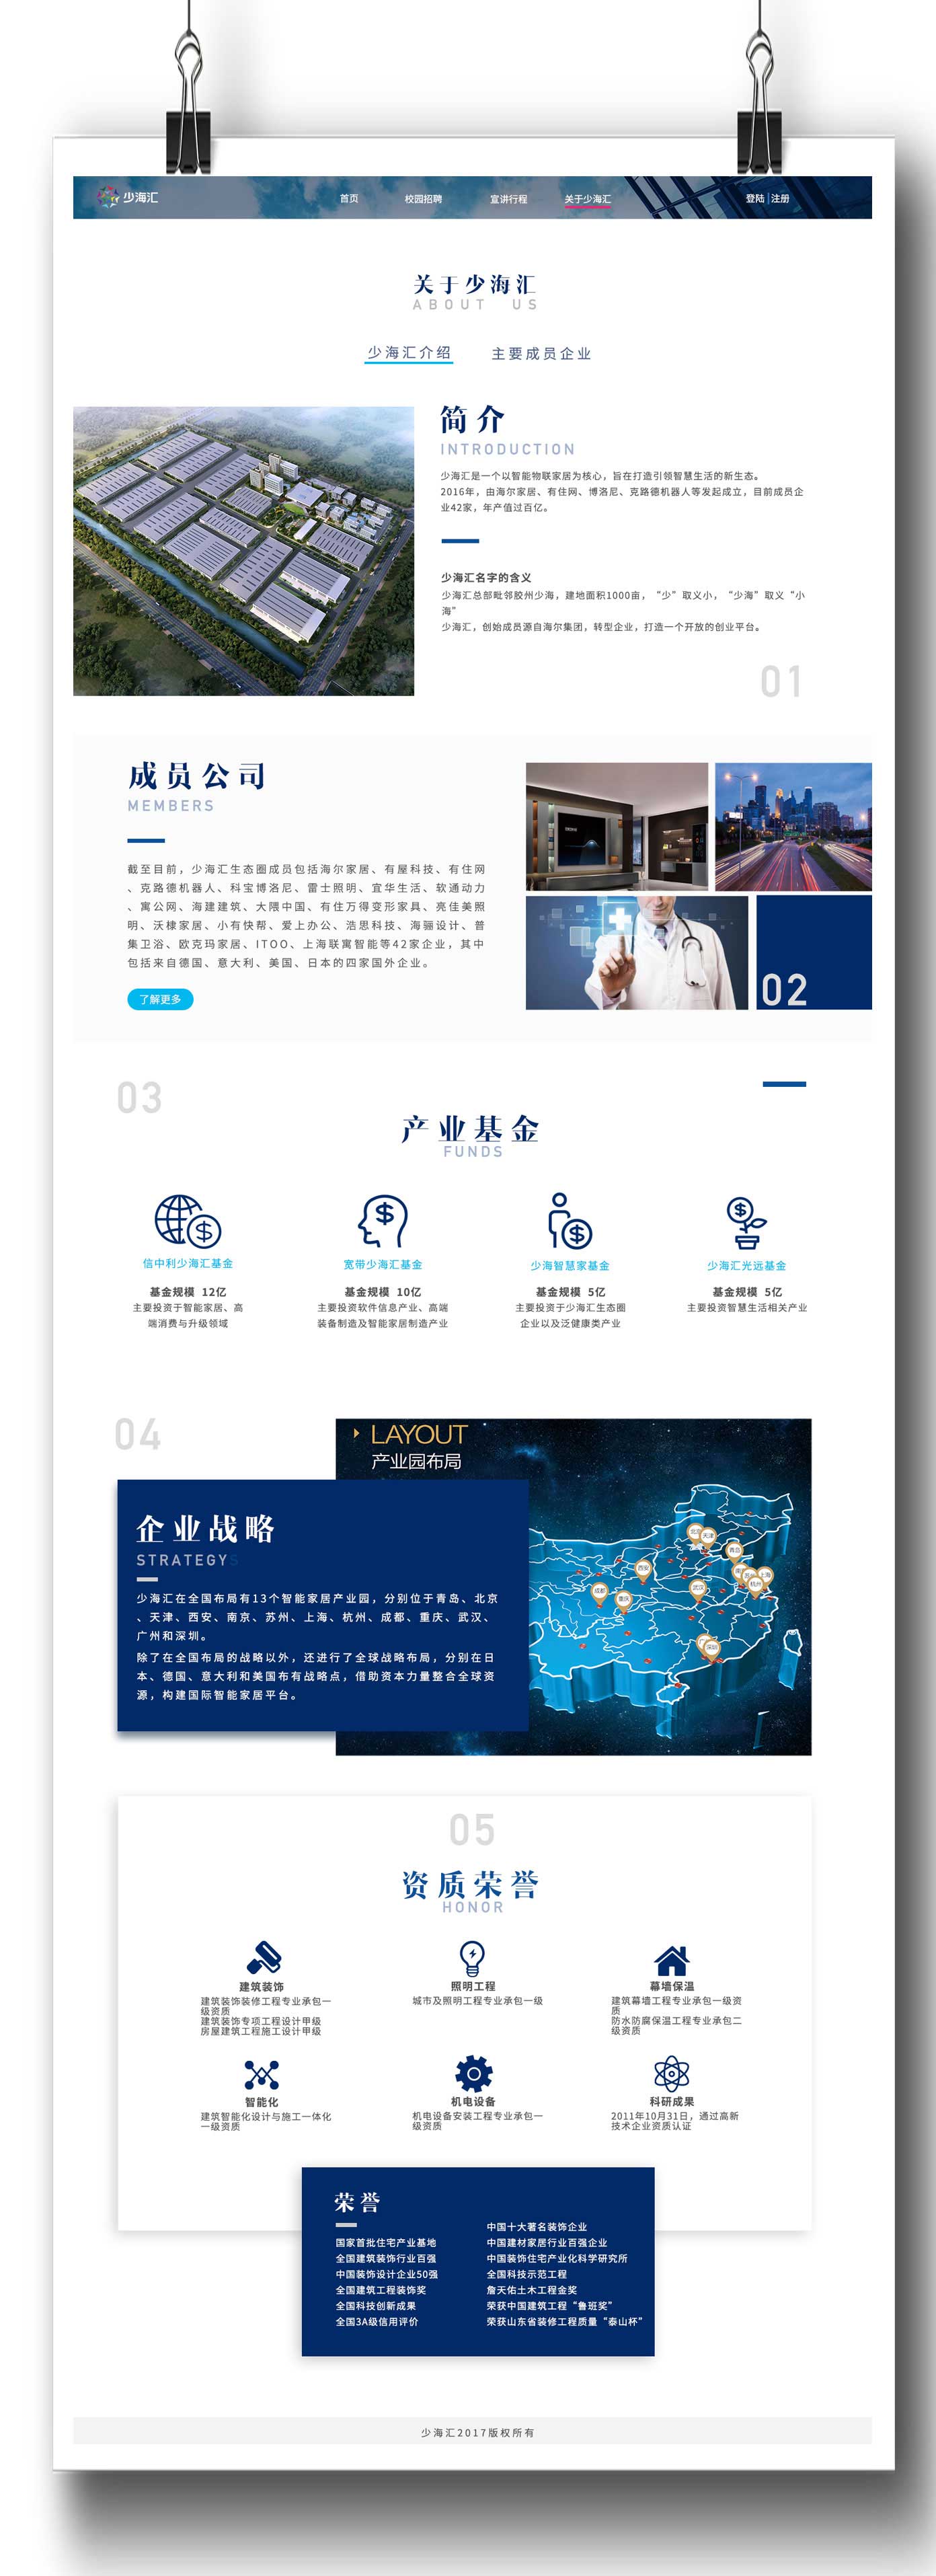 少海汇
首页 校园招聘 宣讲行程 关于少海汇 登陆 | 注册
关于少海汇
ABOUT US
少海汇介绍 主要成员企业
简介
INTRODUCTION
少海汇是一个以智能物联家居为核心，旨在打造引领智慧生活的新生态。
2016年，由海尔家居、有住网、博洛尼、克路德机器人等发起成立，目前成员企
业42家，年产值过百亿。
少海汇名字的含义
少海汇总部毗邻胶州少海，建地面积1000亩，“少”取义小，“少海”取义“小
海”
少海汇，创始成员源自海尔集团，转型企业，打造一个开放的创业平台。
01
成员公司
MEMBERS
截至目前，少海汇生态圈成员包括海尔家居、有屋科技、有住网
、克路德机器人、科宝博洛尼、雷士照明、宜华生活、软通动力
、寓公网、海建建筑、大隈中国、有住万得变形家具、亮佳美照
明、沃棣家居、小有快帮、爱上办公、浩思科技、海骊设计、普
集卫浴、欧克玛家居、ITOO、上海联寓智能等42家企业，其中
包括来自德国、意大利、美国、日本的四家国外企业。
了解更多
02
03
产业基金
FUNDS
信中利少海汇基金
基金规模 12亿
主要投资于智能家居、高
端消费与升级领域
宽带少海汇基金
基金规模 10亿
主要投资软件信息产业、高端
装备制造及智能家居制造产业
少海智慧家基金
基金规模 5亿
主要投资于少海汇生态圈
企业以及泛健康类产业
少海汇光远基金
基金规模 5亿
主要投资智慧生活相关产业
04
LAYOUT
产业园布局
企业战略
STRATEGYS
少海汇在全国布局有13个智能家居产业园，分别位于青岛、北京
、天津、西安、南京、苏州、上海、杭州、成都、重庆、武汉、
广州和深圳。
除了在全国布局的战略以外，还进行了全球战略布局，分别在日
本、德国、意大利和美国布有战略点，借助资本力量整合全球资
源，构建国际智能家居平台。
北京
天津
青岛
西安
上海
杭州
成都
重庆
武汉
深圳
05
资质荣誉
HONOR
建筑装饰
建筑装饰装修工程专业承包一
级资质
建筑装饰专项工程设计甲级
房屋建筑工程施工设计甲级
照明工程
城市及照明工程专业承包一级
幕墙保温
建筑幕墙工程专业承包一级资
质
防水防腐保温工程专业承包二
级资质
智能化
建筑智能化设计与施工一体化
一级资质
机电设备
机电设备安装工程专业承包一
级资质
科研成果
2011年10月31日，通过高新
技术企业资质认证
荣誉
国家首批住宅产业基地
全国建筑装饰行业百强
中国装饰设计企业50强
全国建筑工程装饰奖
全国科技创新成果
全国3A级信用评价
中国十大著名装饰企业
中国建材家居行业百强企业
中国装饰住宅产业化科学研究所
全国科技示范工程
詹天佑土木工程金奖
荣获中国建筑工程“鲁班奖”
荣获山东省装修工程质量“泰山杯”
少海汇2017版权所有